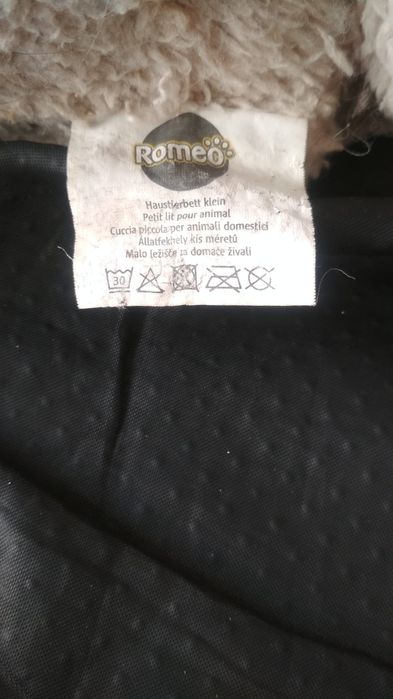 Romeo
Haustierbett klein
Petit lit pour animal
Cuccia piccola per animali domestici
Állatfekhely kis méretű
Malo ležišče za domače živali
30